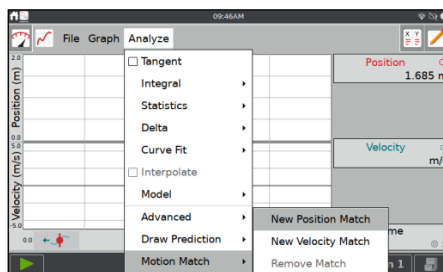 09:46AM
File Graph Analyze
X Y
Tangent
Integral
Statistics
Delta
Curve Fit
Interpolate
Model
Advanced
Draw Prediction
Motion Match
New Position Match
New Velocity Match
Remove Match
Position (m)
2.0
0.0
Velocity (m/s)
5.0
-5.0
0.0
Position
1.685 m
Velocity
m/
me
n 1